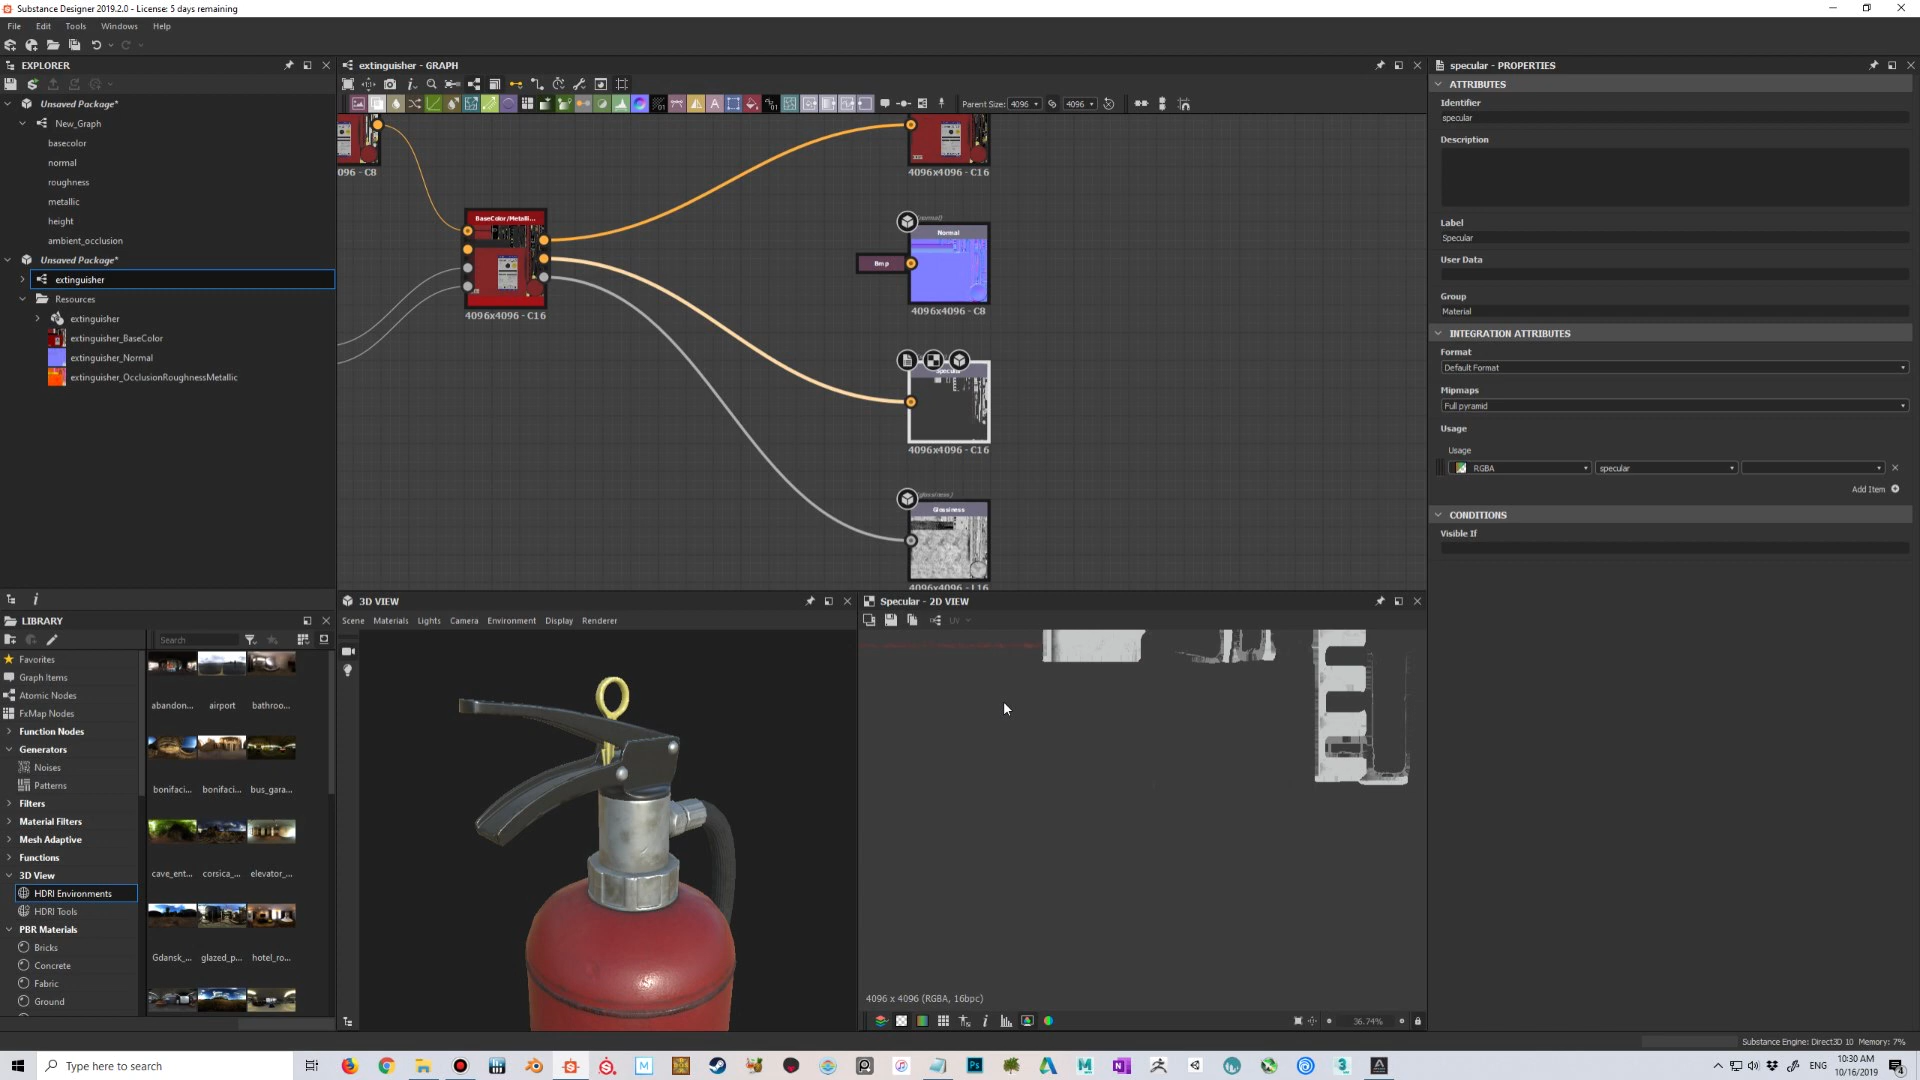 Substance Designer 2019.2.0 - License: 5 days remaining
File Edit Tools Windows Help
EXPLORER
Unsaved Package*
New_Graph
basecolor
normal
roughness
metallic
height
ambient_occlusion
Unsaved Package*
extinguisher
Resources
extinguisher
extinguisher_BaseColor
extinguisher_Normal
extinguisher_OcclusionRoughnessMetallic
extinguisher - GRAPH
Parent Size: 4096 4096
096 - C8
4096x4096 - C16
BaseColor/Metalli...
4096x4096 - C16
Normal
Bmp
4096x4096 - C8
4096x4096 - C16
Glossiness
4096x4096 - L16
specular - PROPERTIES
ATTRIBUTES
Identifier
specular
Description
Label
Specular
User Data
Group
Material
INTEGRATION ATTRIBUTES
Format
Default Format
Mipmaps
Full pyramid
Usage
Usage
RGBA specular
Add Item
CONDITIONS
Visible If
LIBRARY
Search
Favorites
Graph Items
Atomic Nodes
FxMap Nodes
Function Nodes
Generators
Noises
Patterns
Filters
Material Filters
Mesh Adaptive
Functions
3D View
HDRI Environments
HDRI Tools
PBR Materials
Bricks
Concrete
Fabric
Ground
abandon... airport bathroo...
bonifaci... bonifaci... bus_gara...
cave_ent... corsica_... elevator_...
Gdansk_... glazed_p... hotel_ro...
3D VIEW
Scene Materials Lights Camera Environment Display Renderer
Specular - 2D VIEW
UV
4096 x 4096 (RGBA, 16bpc)
36.74%
Substance Engine: Direct3D 10 Memory: 7%
Type here to search
ENG
10:30 AM
10/16/2019